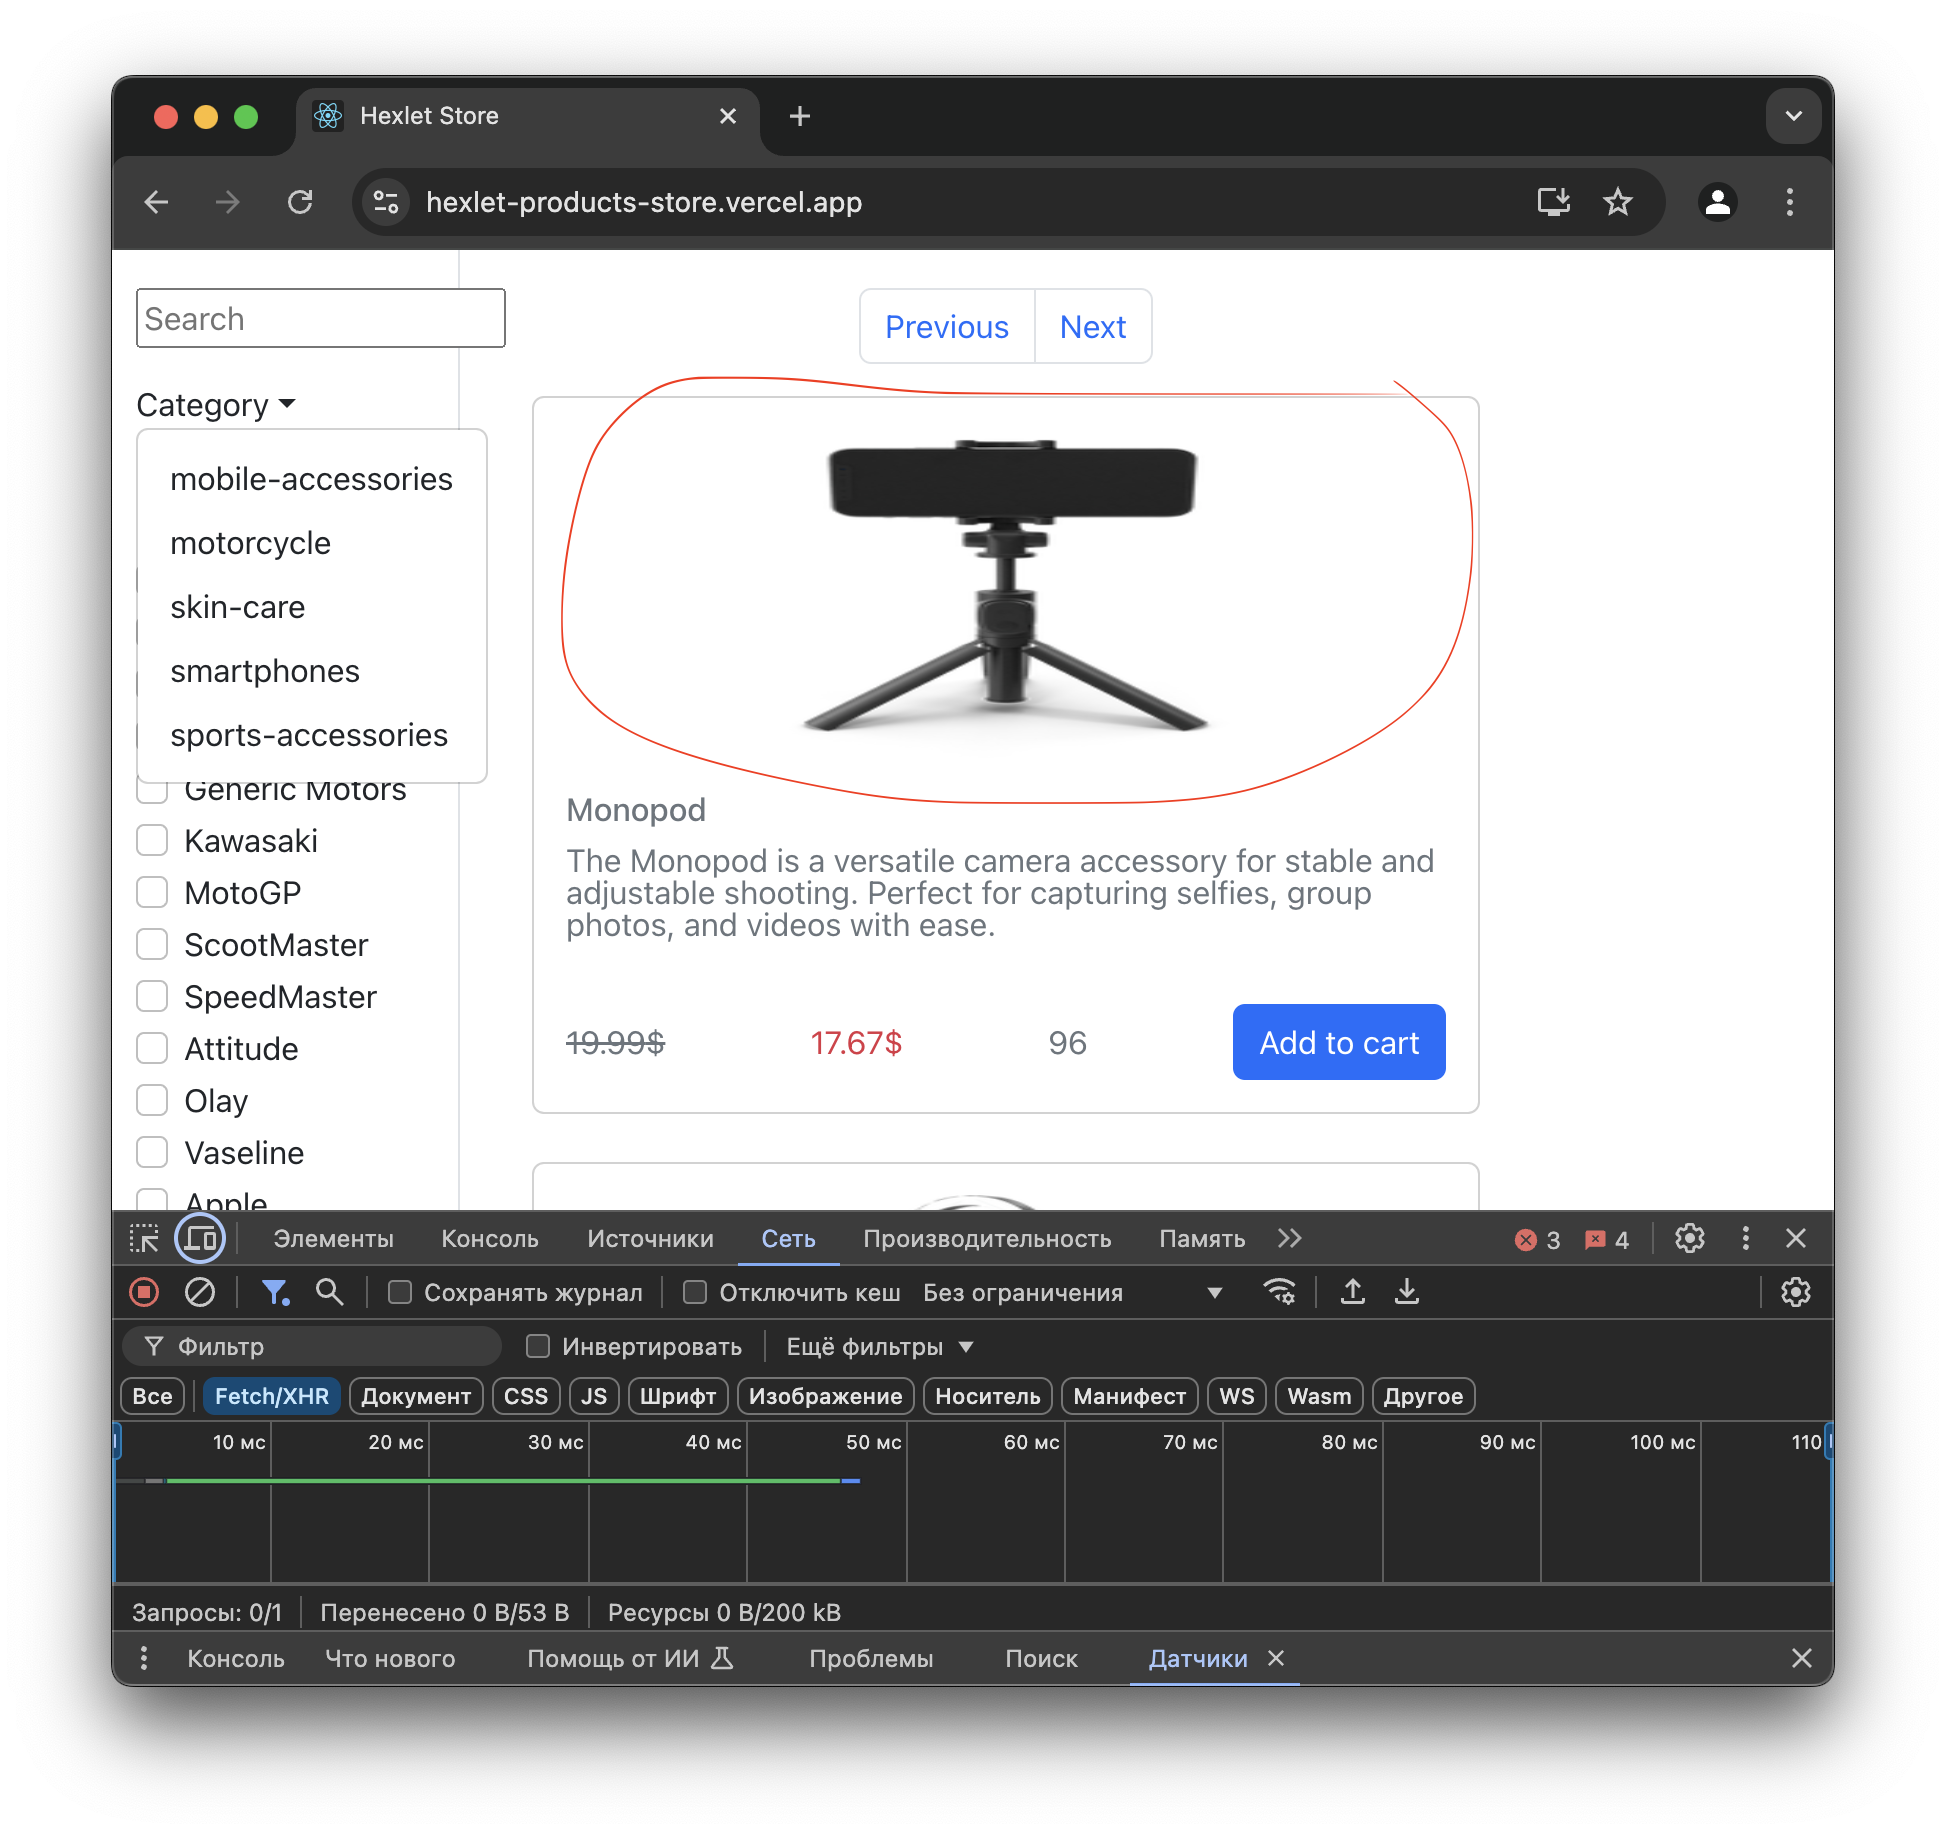 Hexlet Store
hexlet-products-store.vercel.app
Search
Previous Next
Category
mobile-accessories
motorcycle
skin-care
smartphones
sports-accessories
Generic Motors
Kawasaki
MotoGP
ScootMaster
SpeedMaster
Attitude
Olay
Vaseline
Apple
Monopod
The Monopod is a versatile camera accessory for stable and
adjustable shooting. Perfect for capturing selfies, group
photos, and videos with ease.
19.99$ 17.67$ 96 Add to cart
Элементы Консоль Источники Сеть Производительность Память 3 4
Сохранять журнал Отключить кеш Без ограничения
Фильтр Инвертировать Ещё фильтры
Все Fetch/XHR Документ CSS JS Шрифт Изображение Носитель Манифест WS Wasm Другое
10 мс 20 мс 30 мс 40 мс 50 мс 60 мс 70 мс 80 мс 90 мс 100 мс 110
Запросы: 0/1 Перенесено 0 B/53 B Ресурсы 0 B/200 kB
Консоль Что нового Помощь от ИИ Проблемы Поиск Датчики